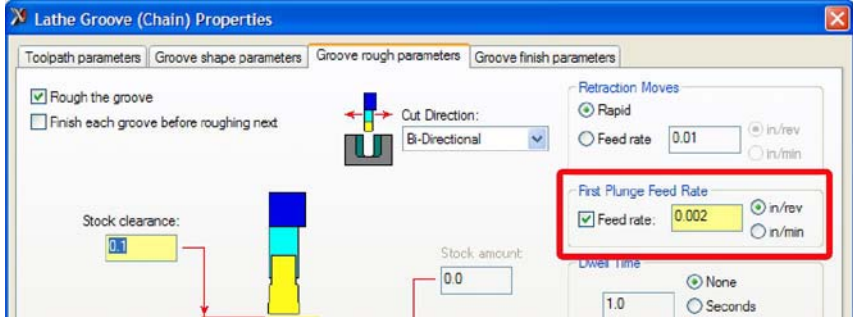 Lathe Groove (Chain) Properties
Toolpath parameters Groove shape parameters Groove rough parameters Groove finish parameters
Rough the groove
Finish each groove before roughing next
Cut Direction:
Bi-Directional
Retraction Moves
Rapid
Feed rate 0.01 in/rev
in/min
First Plunge Feed Rate
Feed rate: 0.002 in/rev
in/min
Stock clearance:
0.1
Stock amount:
0.0
Dwell Time
None
1.0 Seconds